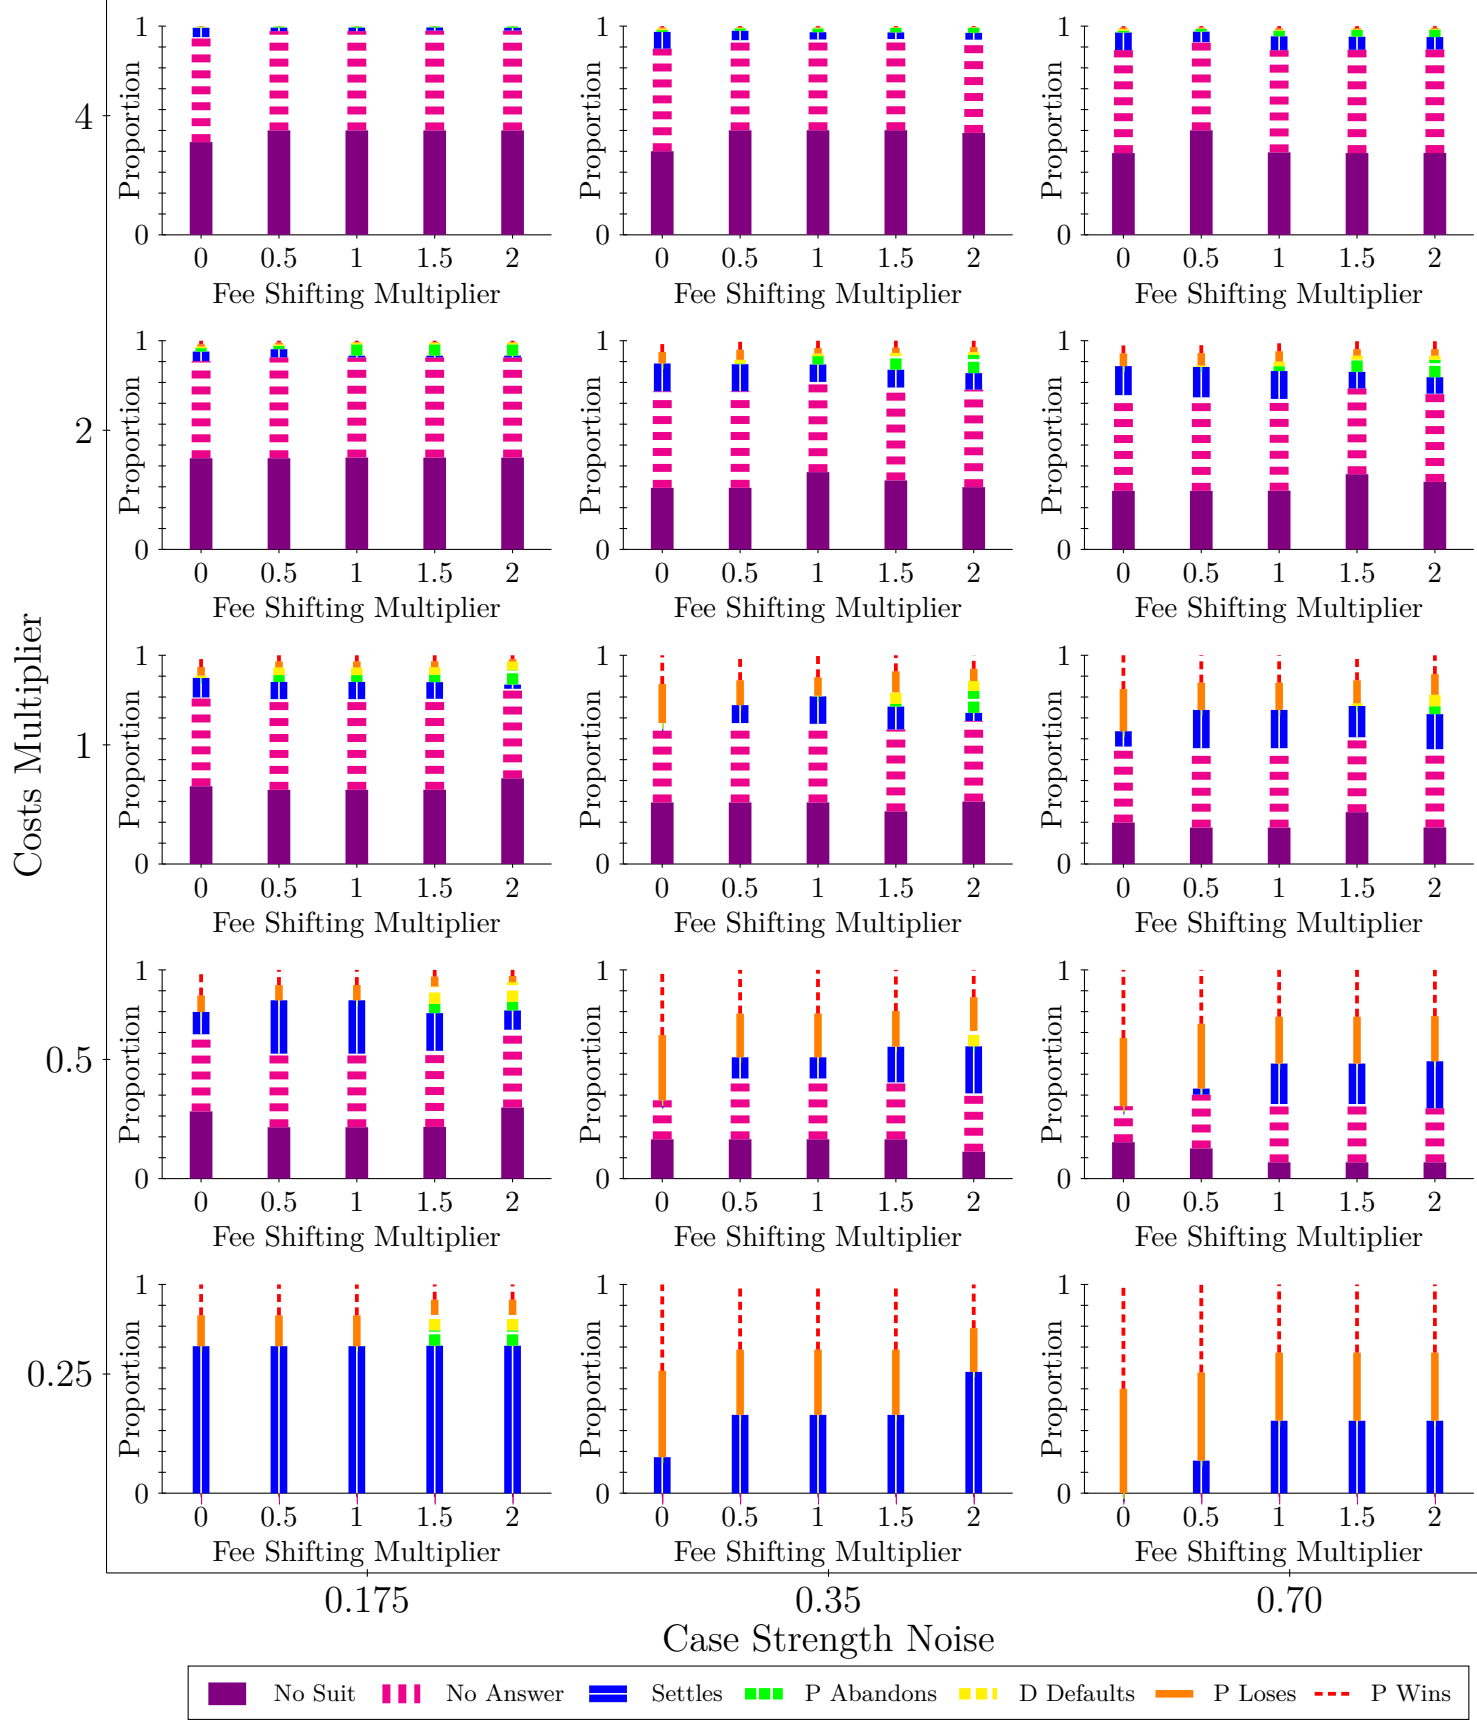 Costs Multiplier
4
Proportion
1
0
0 0.5 1 1.5 2
Fee Shifting Multiplier
Proportion
1
0
0 0.5 1 1.5 2
Fee Shifting Multiplier
Proportion
1
0
0 0.5 1 1.5 2
Fee Shifting Multiplier
2
Proportion
1
0
0 0.5 1 1.5 2
Fee Shifting Multiplier
Proportion
1
0
0 0.5 1 1.5 2
Fee Shifting Multiplier
Proportion
1
0
0 0.5 1 1.5 2
Fee Shifting Multiplier
1
Proportion
1
0
0 0.5 1 1.5 2
Fee Shifting Multiplier
Proportion
1
0
0 0.5 1 1.5 2
Fee Shifting Multiplier
Proportion
1
0
0 0.5 1 1.5 2
Fee Shifting Multiplier
0.5
Proportion
1
0
0 0.5 1 1.5 2
Fee Shifting Multiplier
Proportion
1
0
0 0.5 1 1.5 2
Fee Shifting Multiplier
Proportion
1
0
0 0.5 1 1.5 2
Fee Shifting Multiplier
0.25
Proportion
1
0
0 0.5 1 1.5 2
Fee Shifting Multiplier
Proportion
1
0
0 0.5 1 1.5 2
Fee Shifting Multiplier
Proportion
1
0
0 0.5 1 1.5 2
Fee Shifting Multiplier
0.175 0.35 0.70
Case Strength Noise
No Suit No Answer Settles P Abandons D Defaults P Loses P Wins